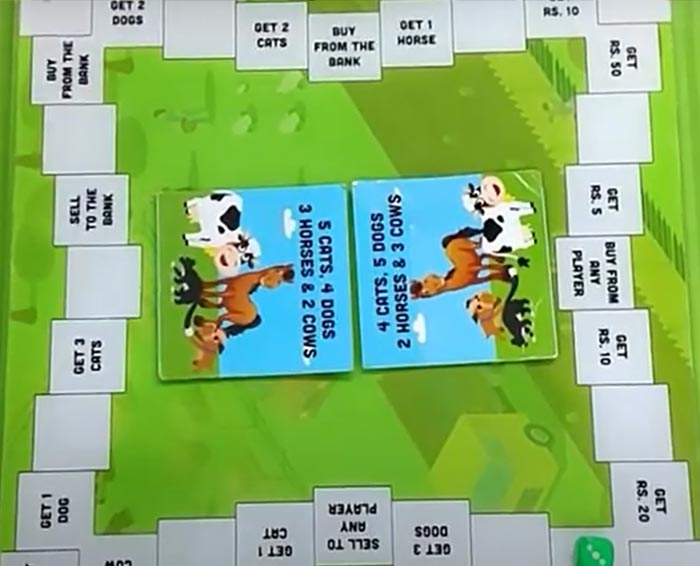 GET 2
DOGS
GET 2
CATS
BUY
FROM THE
BANK
GET 1
HORSE
RS. 10
BUY
FROM THE
BANK
GET
RS. 50
SELL
TO THE
BANK
GET
RS. 5
5 CATS, 4 DOGS
3 HORSES & 2 COWS
4 CATS, 5 DOGS
2 HORSES & 3 COWS
BUY FROM
ANY
PLAYER
GET 3
CATS
GET
RS. 10
GET 1
DOG
GET
RS. 20
GET 1
CAT
SELL TO
ANY
PLAYER
GET 3
DOGS
COW